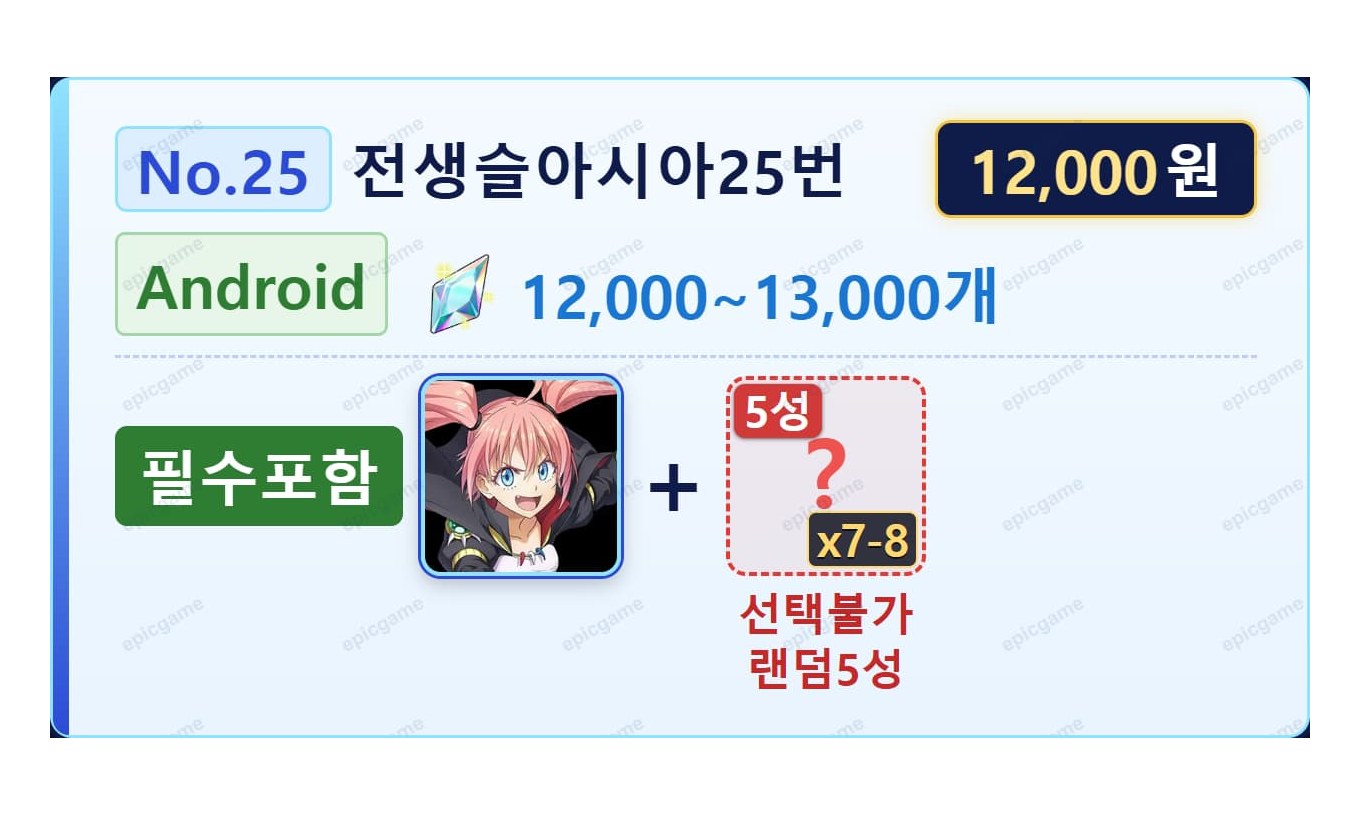 No.25 전생슬아시아25번 12,000원
Android 12,000~13,000개
필수포함 + 5성 ? x7-8
선택불가
랜덤5성
epicgame